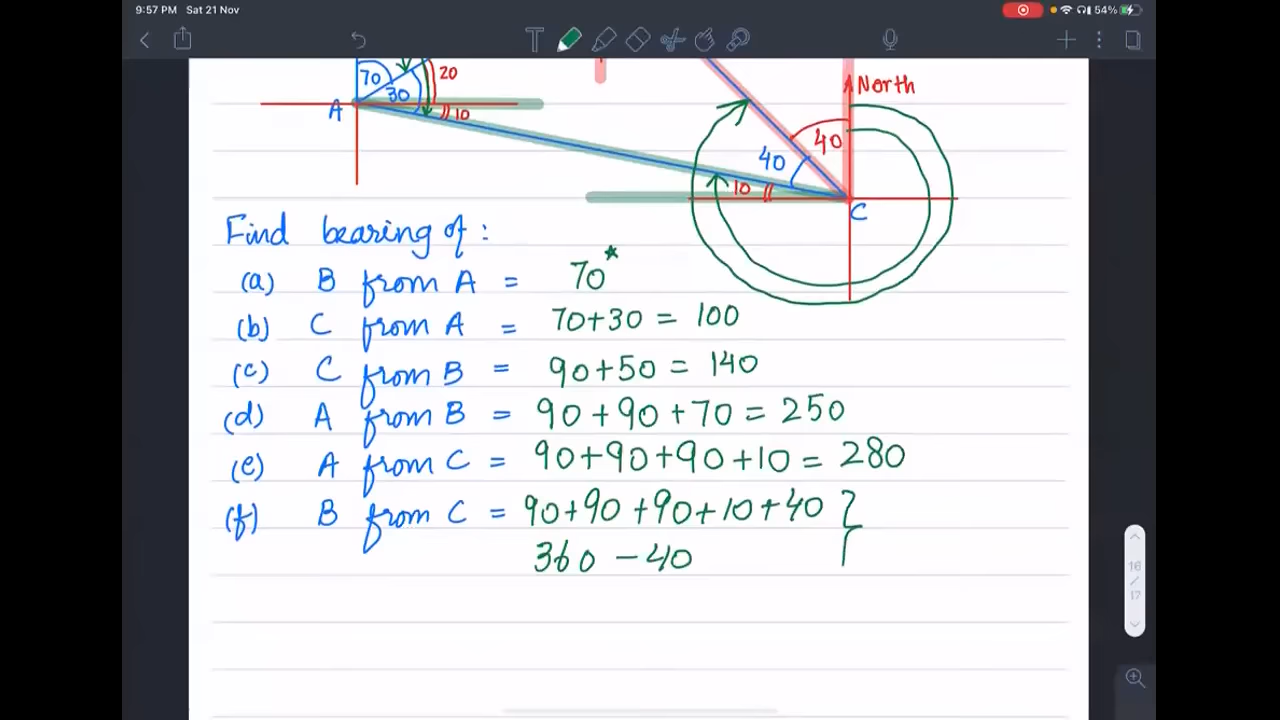 9:57 PM Sat 21 Nov
54%
70
30
20
10
A
North
40
40
10
C
Find bearing of :
(a) B from A = 70*
(b) C from A = 70+30 = 100
(c) C from B = 90+50 = 140
(d) A from B = 90+90+70 = 250
(e) A from C = 90+90+90+10 = 280
(f) B from C = 90+90+90+10+40 }
360 - 40
16
/
17